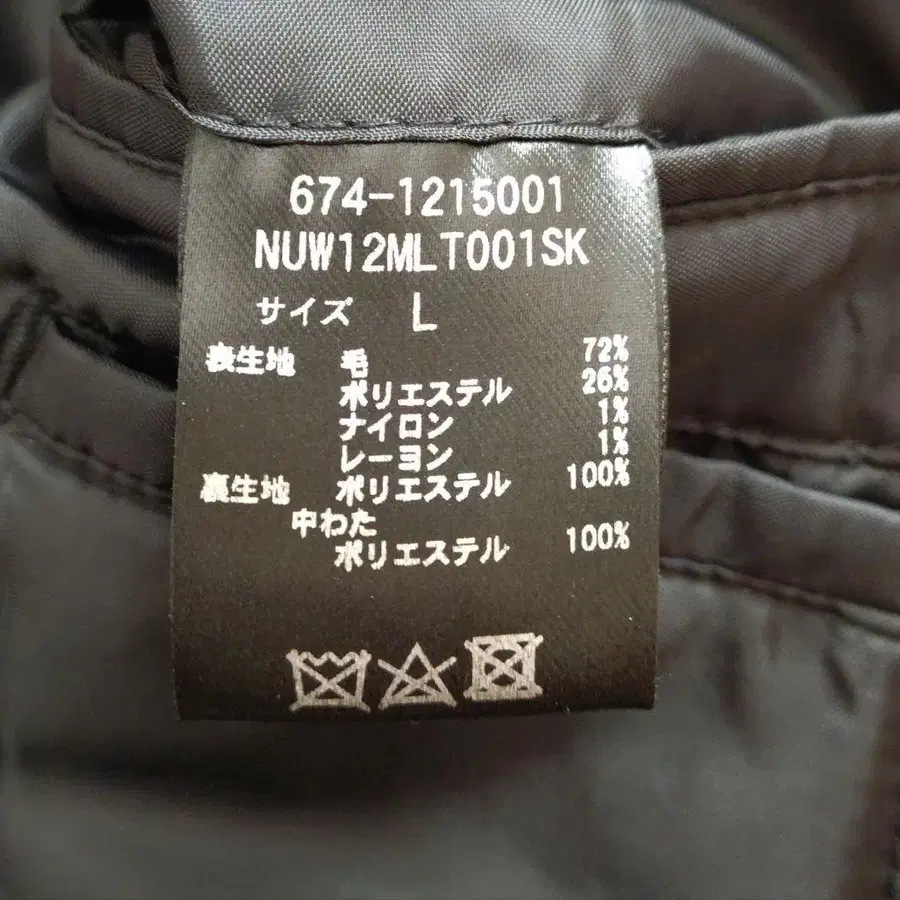 674-1215001
NUW12MLT001SK
サイズ L
表生地 毛 72%
ポリエステル 26%
ナイロン 1%
レーヨン 1%
裏生地 ポリエステル 100%
中わた
ポリエステル 100%